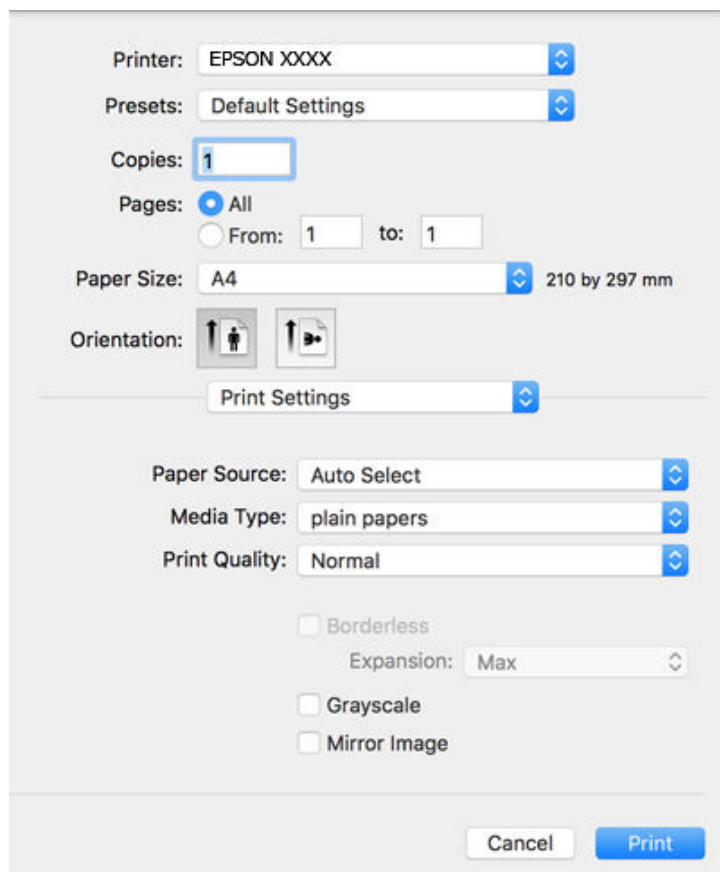 Printer: EPSON XXXX
Presets: Default Settings
Copies: 1
Pages: All
From: 1 to: 1
Paper Size: A4 210 by 297 mm
Orientation:
Print Settings
Paper Source: Auto Select
Media Type: plain papers
Print Quality: Normal
Borderless
Expansion: Max
Grayscale
Mirror Image
Cancel Print